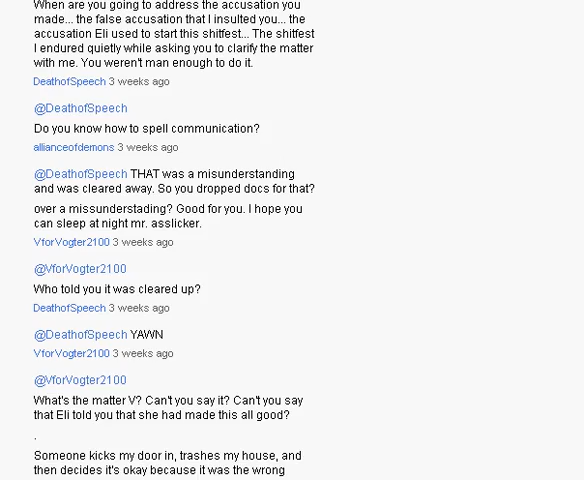 When are you going to address the accusation you
made... the false accusation that I insulted you... the
accusation Eli used to start this shitfest... The shitfest
I endured quietly while asking you to clarify the matter
with me. You weren't man enough to do it.
DeathofSpeech 3 weeks ago
@DeathofSpeech
Do you know how to spell communication?
allianceofdemons 3 weeks ago
@DeathofSpeech THAT was a misunderstanding
and was cleared away. So you dropped docs for that?
over a missunderstading? Good for you. I hope you
can sleep at night mr. asslicker.
VforVogter2100 3 weeks ago
@VforVogter2100
Who told you it was cleared up?
DeathofSpeech 3 weeks ago
@DeathofSpeech YAWN
VforVogter2100 3 weeks ago
@VforVogter2100
What's the matter V? Can't you say it? Can't you say
that Eli told you that she had made this all good?
.
Someone kicks my door in, trashes my house, and
then decides it's okay because it was the wrong